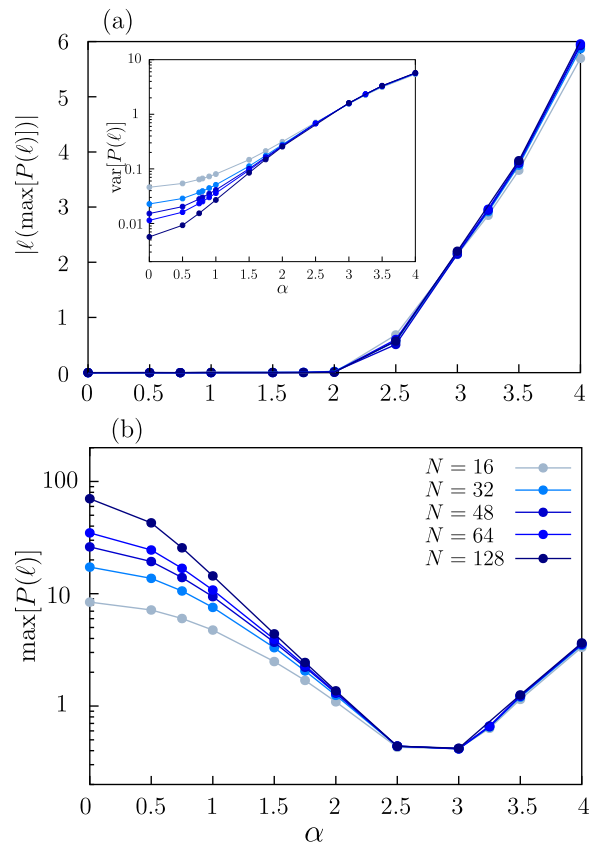 (a)
|ℓ(max[P(ℓ)])|
6
5
4
3
2
1
0
0 0.5 1 1.5 2 2.5 3 3.5 4
var[P(ℓ)]
10
1
0.1
0.01
0 0.5 1 1.5 2 2.5 3 3.5 4
α
(b)
max[P(ℓ)]
100
10
1
N = 16
N = 32
N = 48
N = 64
N = 128
0 0.5 1 1.5 2 2.5 3 3.5 4
α